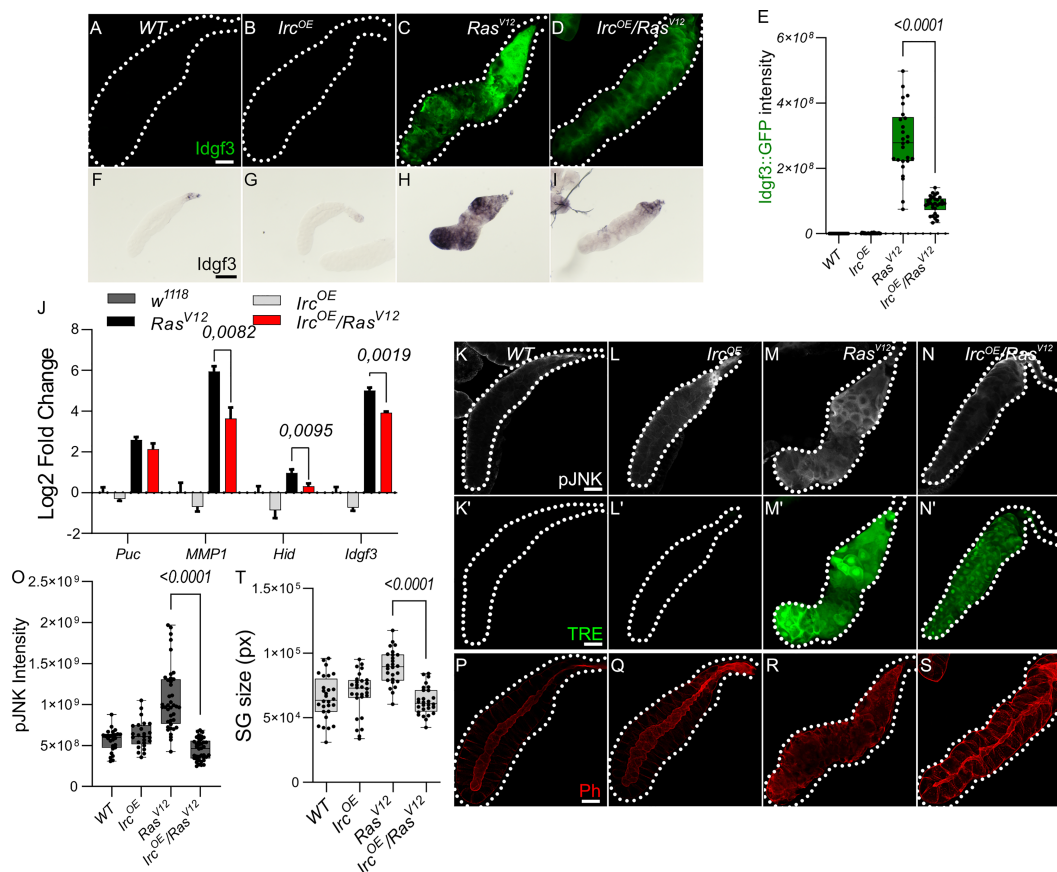 A WT
B Irc^OE
C Ras^V12
D Irc^OE/Ras^V12
Idgf3
E
<0.0001
6×10^8
4×10^8
2×10^8
0
Idgf3::GFP intensity
WT
Irc^OE
Ras^V12
Irc^OE/Ras^V12
F
G
H
I
Idgf3
J
w^1118
Irc^OE
Ras^V12
Irc^OE/Ras^V12
Log2 Fold Change
8
6
4
2
0
-2
0,0082
0,0095
0,0019
Puc
MMP1
Hid
Idgf3
K WT
L Irc^OE
M Ras^V12
N Irc^OE/Ras^V12
pJNK
K'
L'
M'
N'
TRE
O
<0.0001
2.5×10^9
2.0×10^9
1.5×10^9
1.0×10^9
5.0×10^8
0
pJNK Intensity
WT
Irc^OE
Ras^V12
Irc^OE/Ras^V12
T
<0.0001
1.5×10^5
1×10^5
5×10^4
0
SG size (px)
WT
Irc^OE
Ras^V12
Irc^OE/Ras^V12
P
Q
R
S
Ph